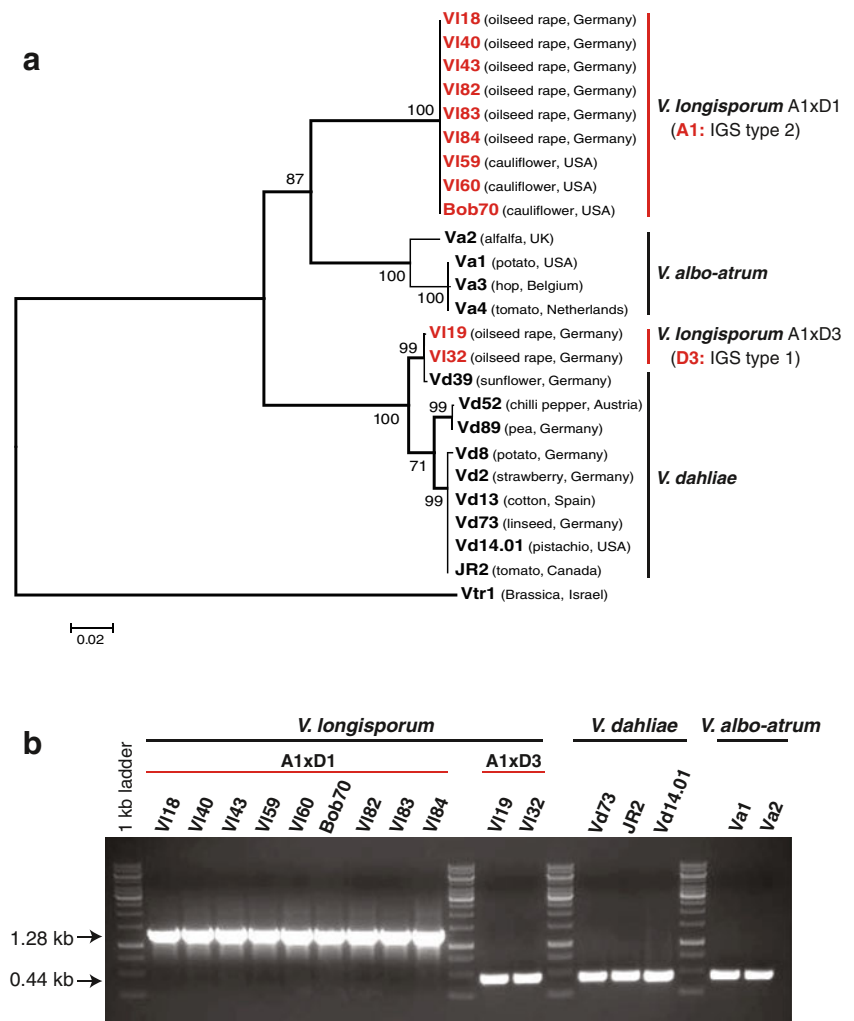 a
Vl18 (oilseed rape, Germany)
Vl40 (oilseed rape, Germany)
Vl43 (oilseed rape, Germany)
Vl82 (oilseed rape, Germany)
Vl83 (oilseed rape, Germany)
Vl84 (oilseed rape, Germany)
Vl59 (cauliflower, USA)
Vl60 (cauliflower, USA)
Bob70 (cauliflower, USA)
V. longisporum A1xD1
(A1: IGS type 2)
Va2 (alfalfa, UK)
Va1 (potato, USA)
Va3 (hop, Belgium)
Va4 (tomato, Netherlands)
V. albo-atrum
Vl19 (oilseed rape, Germany)
Vl32 (oilseed rape, Germany)
V. longisporum A1xD3
(D3: IGS type 1)
Vd39 (sunflower, Germany)
Vd52 (chilli pepper, Austria)
Vd89 (pea, Germany)
Vd8 (potato, Germany)
Vd2 (strawberry, Germany)
Vd13 (cotton, Spain)
Vd73 (linseed, Germany)
Vd14.01 (pistachio, USA)
JR2 (tomato, Canada)
V. dahliae
Vtr1 (Brassica, Israel)
100
87
100
100
99
100
99
71
99
0.02
b
V. longisporum
V. dahliae
V. albo-atrum
A1xD1
A1xD3
1 kb ladder
Vl18
Vl40
Vl43
Vl59
Vl60
Bob70
Vl82
Vl83
Vl84
Vl19
Vl32
Vd73
JR2
Vd14.01
Va1
Va2
1.28 kb
0.44 kb